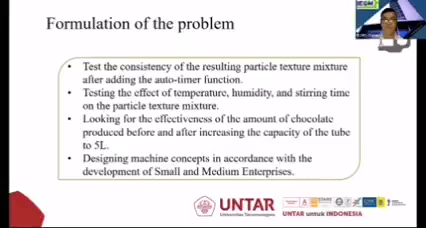 Formulation of the problem
• Test the consistency of the resulting particle texture mixture
after adding the auto-timer function.
• Testing the effect of temperature, humidity, and stirring time
on the particle texture mixture.
• Looking for the effectiveness of the amount of chocolate
produced before and after increasing the capacity of the tube
to 5L.
• Designing machine concepts in accordance with the
development of Small and Medium Enterprises.
UNTAR
Universitas Tarumanagara
UNTAR untuk INDONESIA